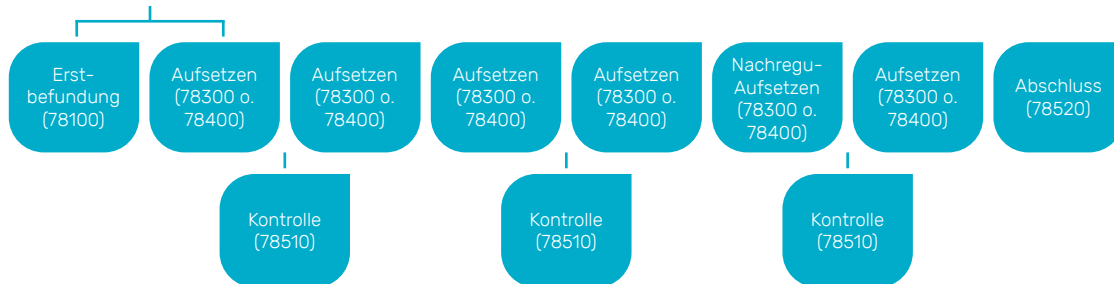 Erst-
befundung
(78100)
Aufsetzen
(78300 o.
78400)
Aufsetzen
(78300 o.
78400)
Aufsetzen
(78300 o.
78400)
Aufsetzen
(78300 o.
78400)
Nachregu-
Aufsetzen
(78300 o.
78400)
Aufsetzen
(78300 o.
78400)
Abschluss
(78520)
Kontrolle
(78510)
Kontrolle
(78510)
Kontrolle
(78510)